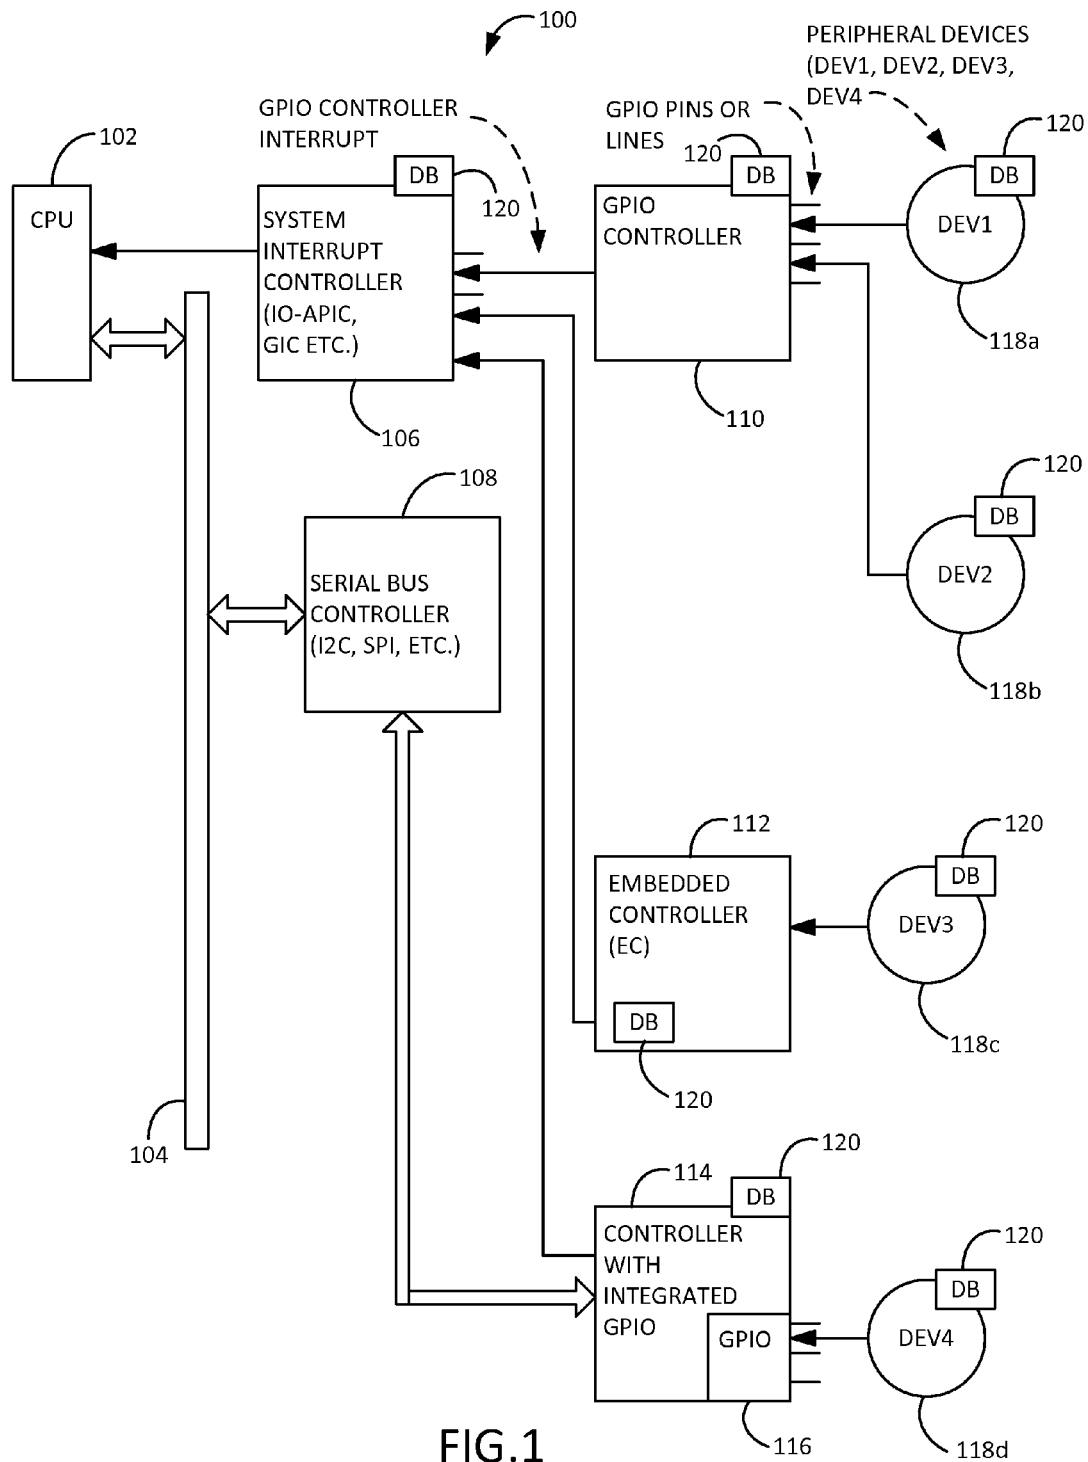 100
PERIPHERAL DEVICES
(DEV1, DEV2, DEV3,
DEV4
GPIO CONTROLLER
INTERRUPT
GPIO PINS OR
LINES
102
120
120
120
DB
DB
DB
CPU
SYSTEM
INTERRUPT
CONTROLLER
(IO-APIC,
GIC ETC.)
GPIO
CONTROLLER
DEV1
118a
106
110
120
DB
DEV2
118b
108
SERIAL BUS
CONTROLLER
(I2C, SPI, ETC.)
112
120
DB
EMBEDDED
CONTROLLER
(EC)
DEV3
DB
118c
120
104
120
114
DB
CONTROLLER
WITH
INTEGRATED
GPIO
GPIO
120
DB
DEV4
116
118d
FIG.1